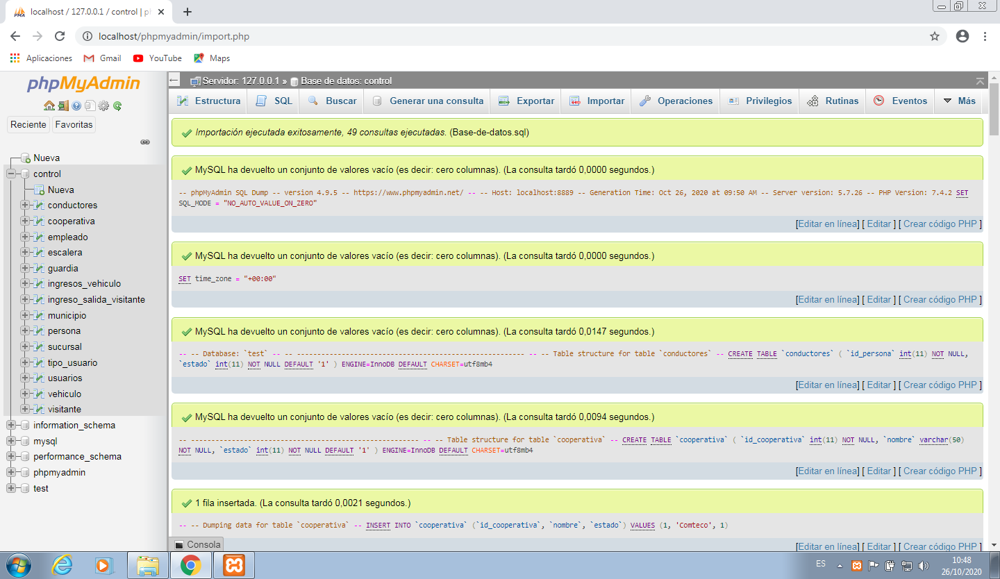 localhost / 127.0.0.1 / control | ph
localhost/phpmyadmin/import.php
Aplicaciones Gmail YouTube Maps
phpMyAdmin
Reciente Favoritas
Nueva
control
Nueva
conductores
cooperativa
empleado
escalera
guardia
ingresos_vehiculo
ingreso_salida_visitante
municipio
persona
sucursal
tipo_usuario
usuarios
vehiculo
visitante
information_schema
mysql
performance_schema
phpmyadmin
test
Servidor: 127.0.0.1 » Base de datos: control
Estructura SQL Buscar Generar una consulta Exportar Importar Operaciones Privilegios Rutinas Eventos Más
Importación ejecutada exitosamente, 49 consultas ejecutadas. (Base-de-datos.sql)
MySQL ha devuelto un conjunto de valores vacío (es decir: cero columnas). (La consulta tardó 0,0000 segundos.)
-- phpMyAdmin SQL Dump -- version 4.9.5 -- https://www.phpmyadmin.net/ -- -- Host: localhost:8889 -- Generation Time: Oct 26, 2020 at 09:50 AM -- Server version: 5.7.26 -- PHP Version: 7.4.2 SET
SQL_MODE = "NO_AUTO_VALUE_ON_ZERO"
[Editar en línea] [ Editar ] [ Crear código PHP ]
MySQL ha devuelto un conjunto de valores vacío (es decir: cero columnas). (La consulta tardó 0,0000 segundos.)
SET time_zone = "+00:00"
[Editar en línea] [ Editar ] [ Crear código PHP ]
MySQL ha devuelto un conjunto de valores vacío (es decir: cero columnas). (La consulta tardó 0,0147 segundos.)
-- -- Database: `test` -- -- -------------------------------------------------------- -- -- Table structure for table `conductores` -- CREATE TABLE `conductores` ( `id_persona` int(11) NOT NULL,
`estado` int(11) NOT NULL DEFAULT '1' ) ENGINE=InnoDB DEFAULT CHARSET=utf8mb4
[Editar en línea] [ Editar ] [ Crear código PHP ]
MySQL ha devuelto un conjunto de valores vacío (es decir: cero columnas). (La consulta tardó 0,0094 segundos.)
-- -------------------------------------------------------- -- -- Table structure for table `cooperativa` -- CREATE TABLE `cooperativa` ( `id_cooperativa` int(11) NOT NULL, `nombre` varchar(50)
NOT NULL, `estado` int(11) NOT NULL DEFAULT '1' ) ENGINE=InnoDB DEFAULT CHARSET=utf8mb4
[Editar en línea] [ Editar ] [ Crear código PHP ]
1 fila insertada. (La consulta tardó 0,0021 segundos.)
-- -- Dumping data for table `cooperativa` -- INSERT INTO `cooperativa` (`id_cooperativa`, `nombre`, `estado`) VALUES (1, 'Comteco', 1)
[Editar en línea] [ Editar ] [ Crear código PHP ]
Consola
ES
10:48
26/10/2020